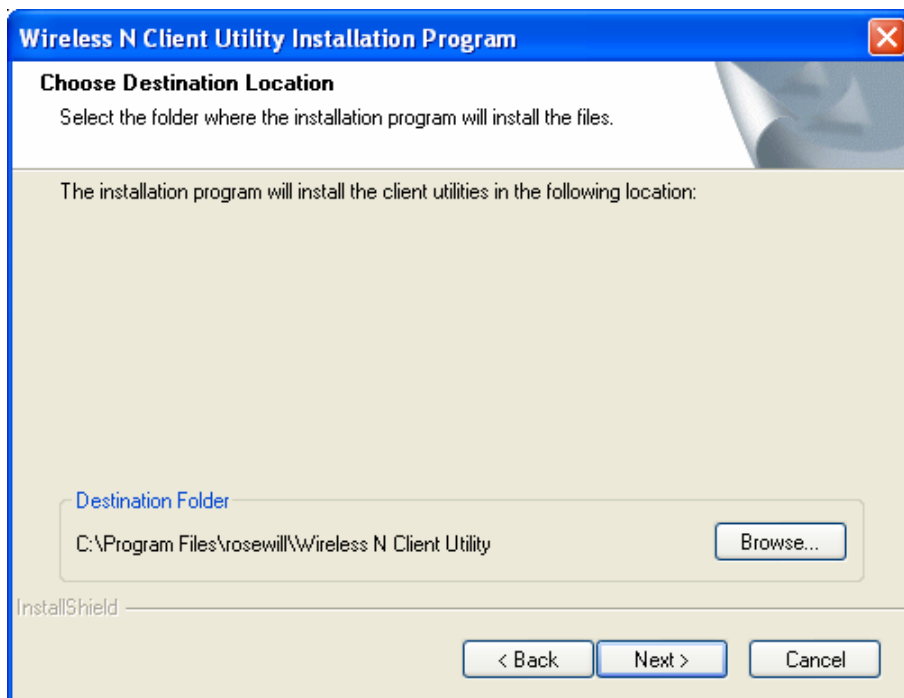 Wireless N Client Utility Installation Program
Choose Destination Location
Select the folder where the installation program will install the files.
The installation program will install the client utilities in the following location:
Destination Folder
C:\Program Files\rosewill\Wireless N Client Utility
Browse...
InstallShield
< Back
Next >
Cancel